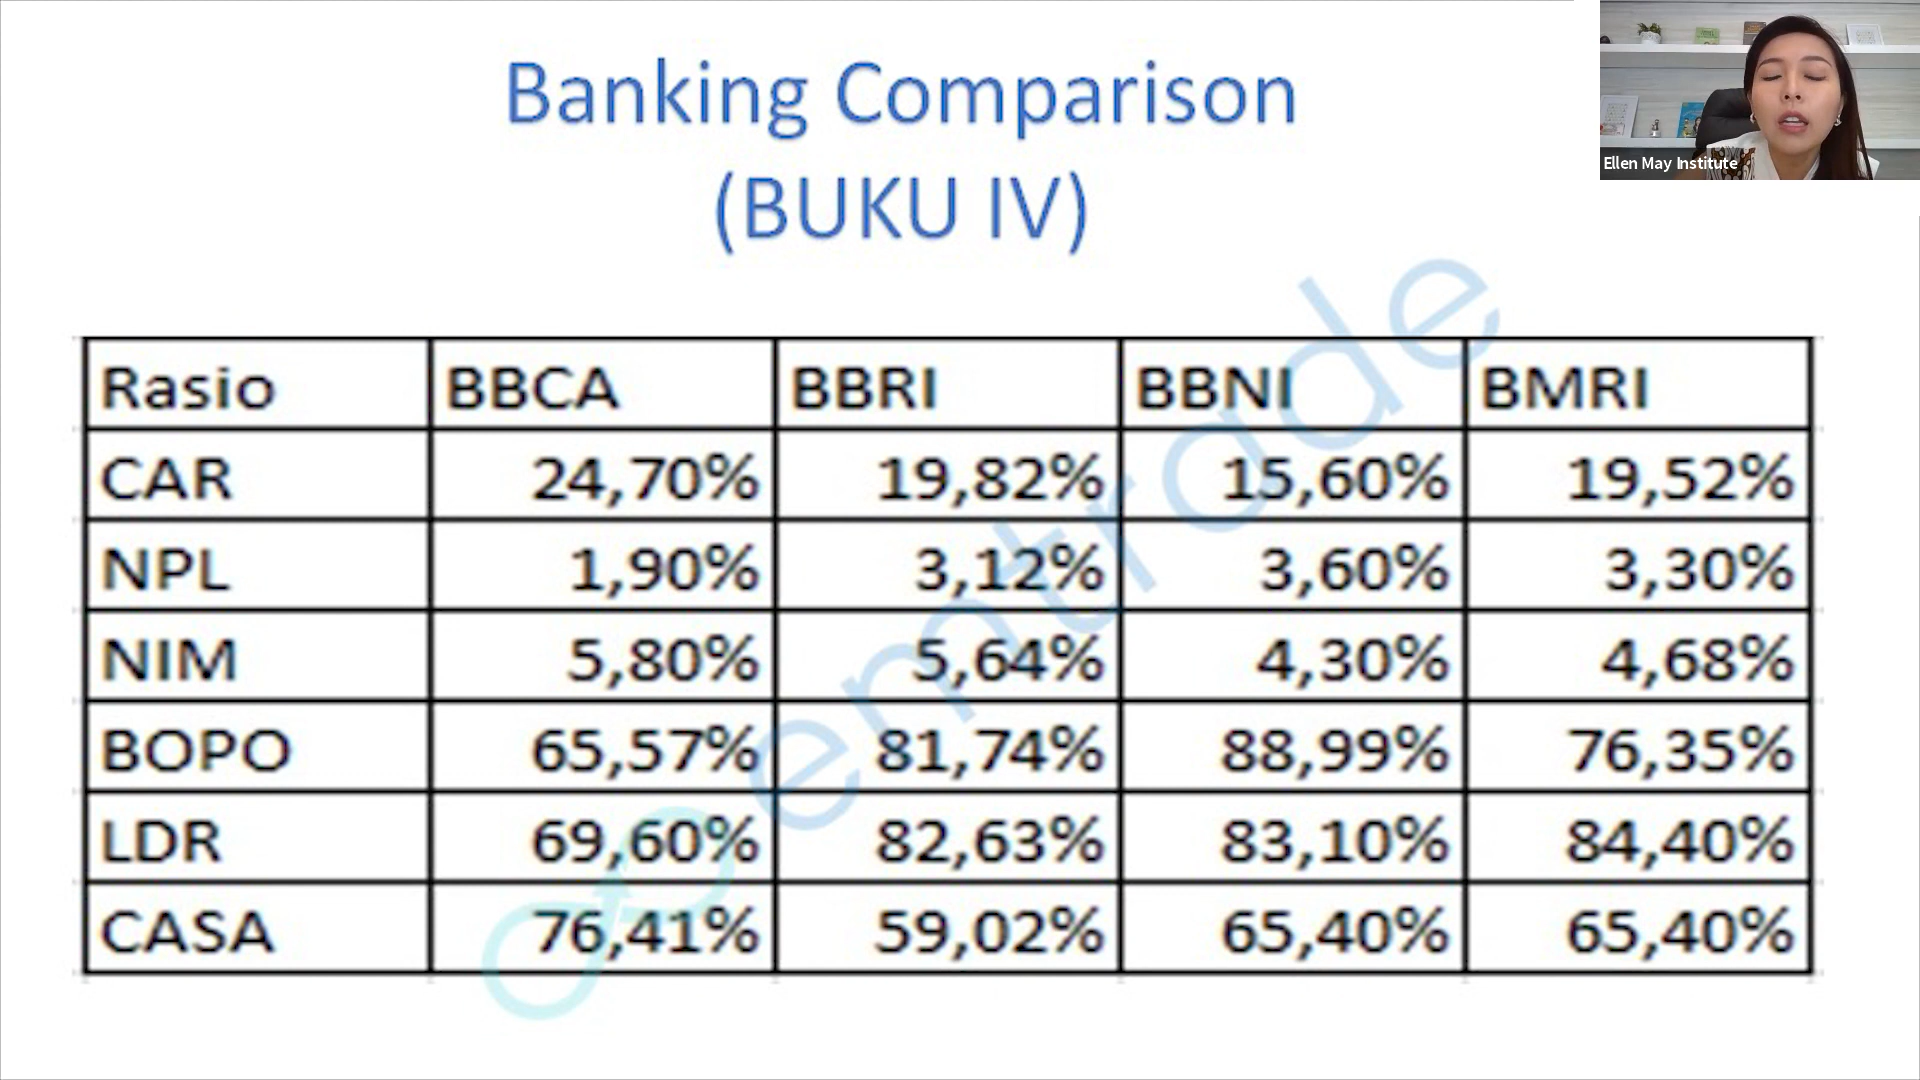 Banking Comparison
(BUKU IV)
Ellen May Institute
Rasio BBCA BBRI BBNI BMRI
CAR 24,70% 19,82% 15,60% 19,52%
NPL 1,90% 3,12% 3,60% 3,30%
NIM 5,80% 5,64% 4,30% 4,68%
BOPO 65,57% 81,74% 88,99% 76,35%
LDR 69,60% 82,63% 83,10% 84,40%
CASA 76,41% 59,02% 65,40% 65,40%
emtrade